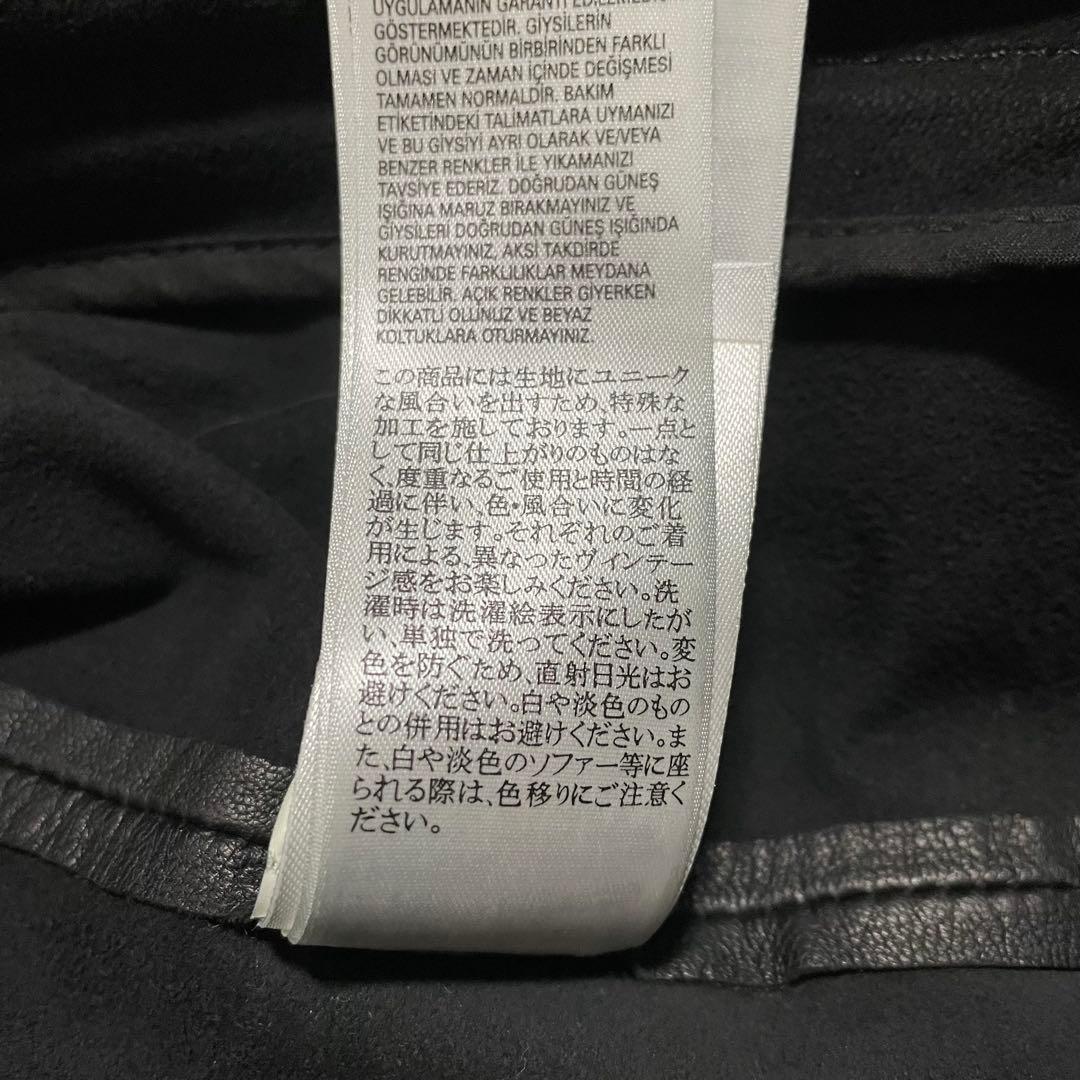 UYGULAMANIN GARANTİ
GÖSTERMEKTEDİR. GİYSİLERİN
GÖRÜNÜMÜNÜN BİRBİRİNDEN FARKLI
OLMASI VE ZAMAN İÇİNDE DEĞİŞMESİ
TAMAMEN NORMALDİR. BAKIM
ETİKETİNDEKİ TALİMATLARA UYMANIZI
VE BU GİYSİYİ AYRI OLARAK VE/VEYA
BENZER RENKLER İLE YIKAMANIZI
TAVSİYE EDERİZ. DOĞRUDAN GÜNEŞ
IŞIĞINA MARUZ BIRAKMAYINIZ VE
GİYSİLERİ DOĞRUDAN GÜNEŞ IŞIĞINDA
KURUTMAYINIZ, AKSİ TAKDİRDE
RENGİNDE FARKLILIKLAR MEYDANA
GELEBİLİR. AÇIK RENKLER GİYERKEN
DİKKATLİ OLUNUZ VE BEYAZ
KOLTUKLARA OTURMAYINIZ.
この商品には生地にユニーク
な風合いを出すため、特殊な
加工を施しております。一点と
して同じ仕上がりのものはな
く、度重なるご使用と時間の経
過に伴い、色・風合いに変化
が生じます。それぞれのご着
用による、異なったヴィンテー
ジ感をお楽しみください。洗
濯時は洗濯絵表示にしたが
い、単独で洗ってください。変
色を防ぐため、直射日光はお
避けください。白や淡色のもの
との併用はお避けください。ま
た、白や淡色のソファー等に座
られる際は、色移りにご注意く
ださい。